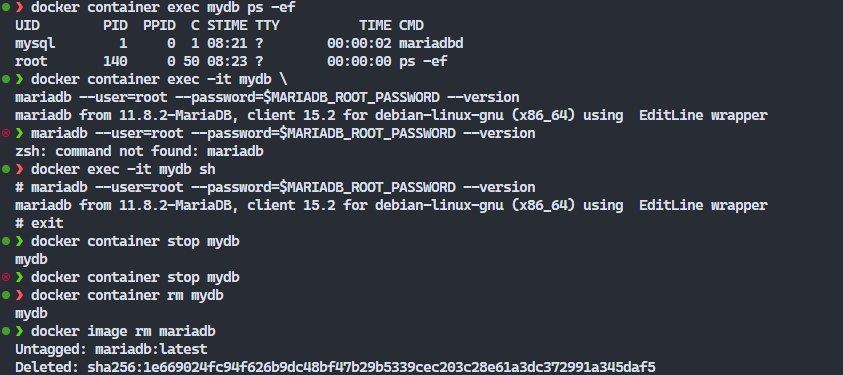 ❯ docker container exec mydb ps -ef
UID        PID  PPID  C STIME TTY          TIME CMD
mysql        1     0  1 08:21 ?        00:00:02 mariadbd
root       140     0 50 08:23 ?        00:00:00 ps -ef
❯ docker container exec -it mydb \
mariadb --user=root --password=$MARIADB_ROOT_PASSWORD --version
mariadb from 11.8.2-MariaDB, client 15.2 for debian-linux-gnu (x86_64) using  EditLine wrapper
❯ mariadb --user=root --password=$MARIADB_ROOT_PASSWORD --version
zsh: command not found: mariadb
❯ docker exec -it mydb sh
# mariadb --user=root --password=$MARIADB_ROOT_PASSWORD --version
mariadb from 11.8.2-MariaDB, client 15.2 for debian-linux-gnu (x86_64) using  EditLine wrapper
# exit
❯ docker container stop mydb
mydb
❯ docker container stop mydb
❯ docker container rm mydb
mydb
❯ docker image rm mariadb
Untagged: mariadb:latest
Deleted: sha256:1e669024fc94f626b9dc48bf47b29b5339cec203c28e61a3dc372991a345daf5